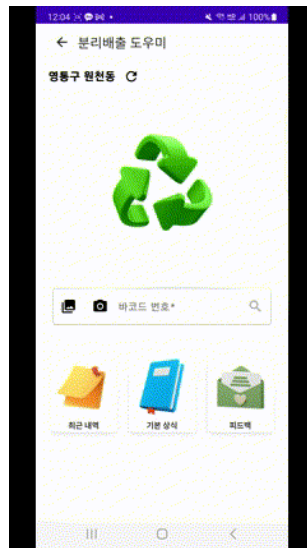 12:04
100%
분리배출 도우미
영통구 원천동
바코드 번호*
최근 내역
기본 상식
피드백